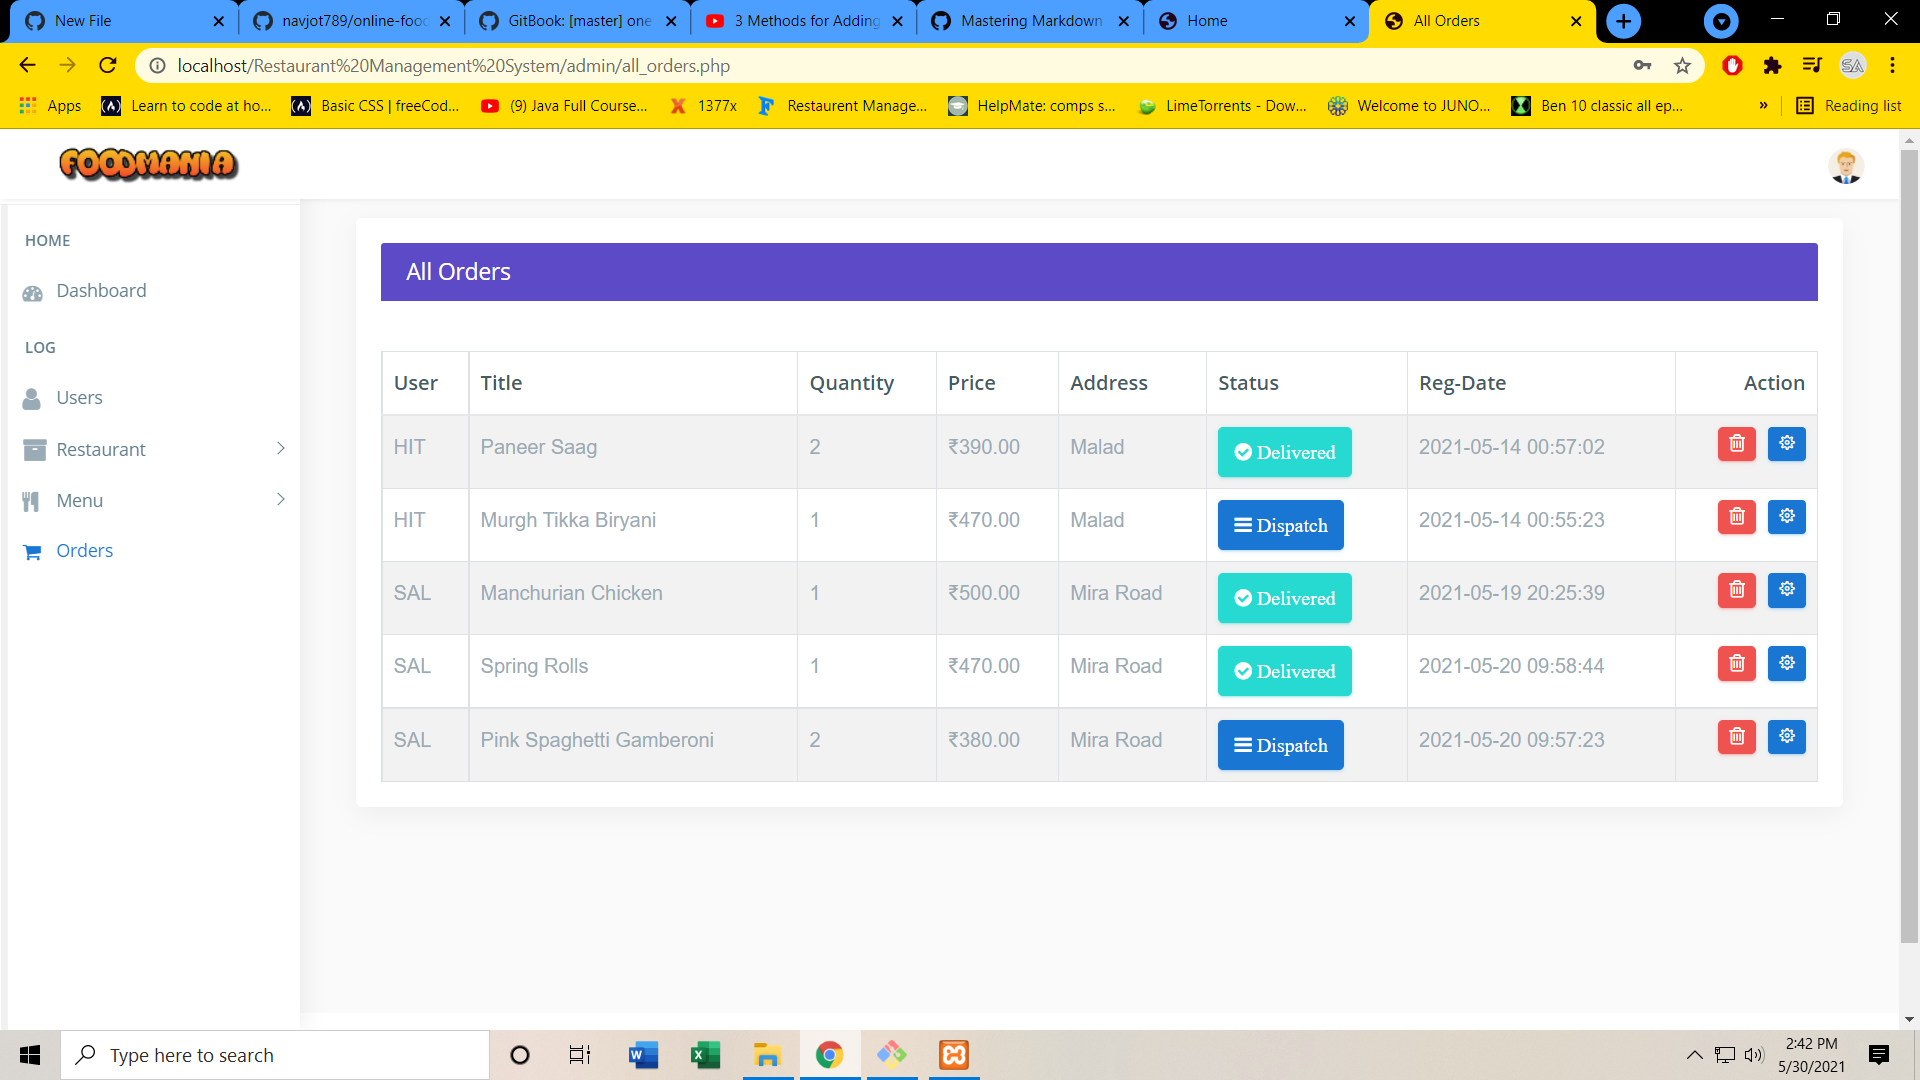 New File
navjot789/online-food
GitBook: [master] one
3 Methods for Adding
Mastering Markdown
Home
All Orders
localhost/Restaurant%20Management%20System/admin/all_orders.php
SA
Apps
Learn to code at ho...
Basic CSS | freeCod...
(9) Java Full Course...
1377x
Restaurent Manage...
HelpMate: comps s...
LimeTorrents - Dow...
Welcome to JUNO...
Ben 10 classic all ep...
»
Reading list
FOODMANIA
HOME
Dashboard
LOG
Users
Restaurant
Menu
Orders
All Orders
User Title Quantity Price Address Status Reg-Date Action
HIT Paneer Saag 2 ₹390.00 Malad Delivered 2021-05-14 00:57:02
HIT Murgh Tikka Biryani 1 ₹470.00 Malad Dispatch 2021-05-14 00:55:23
SAL Manchurian Chicken 1 ₹500.00 Mira Road Delivered 2021-05-19 20:25:39
SAL Spring Rolls 1 ₹470.00 Mira Road Delivered 2021-05-20 09:58:44
SAL Pink Spaghetti Gamberoni 2 ₹380.00 Mira Road Dispatch 2021-05-20 09:57:23
Type here to search
2:42 PM
5/30/2021